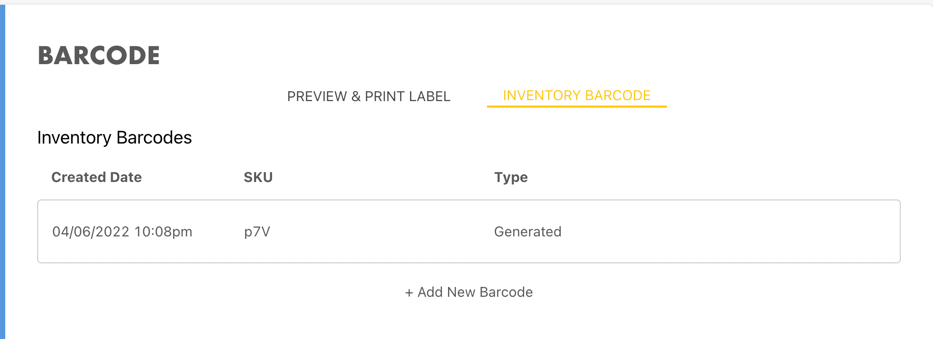 BARCODE
PREVIEW & PRINT LABEL INVENTORY BARCODE
Inventory Barcodes
Created Date SKU Type
04/06/2022 10:08pm p7V Generated
+ Add New Barcode